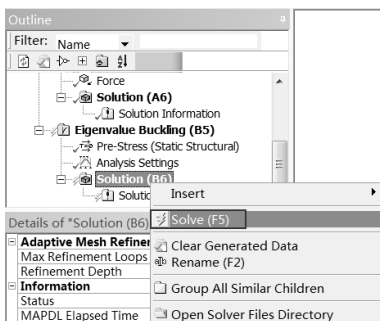 Outline
Filter: Name
Force
Solution (A6)
Solution Information
Eigenvalue Buckling (B5)
Pre-Stress (Static Structural)
Analysis Settings
Solution (B6)
Insert
Solve (F5)
Clear Generated Data
Rename (F2)
Group All Similar Children
Open Solver Files Directory
Details of "Solution (B6)
Adaptive Mesh
Max Refinement Loops
Refinement Depth
Information
Status
MAPDL Elapsed Time